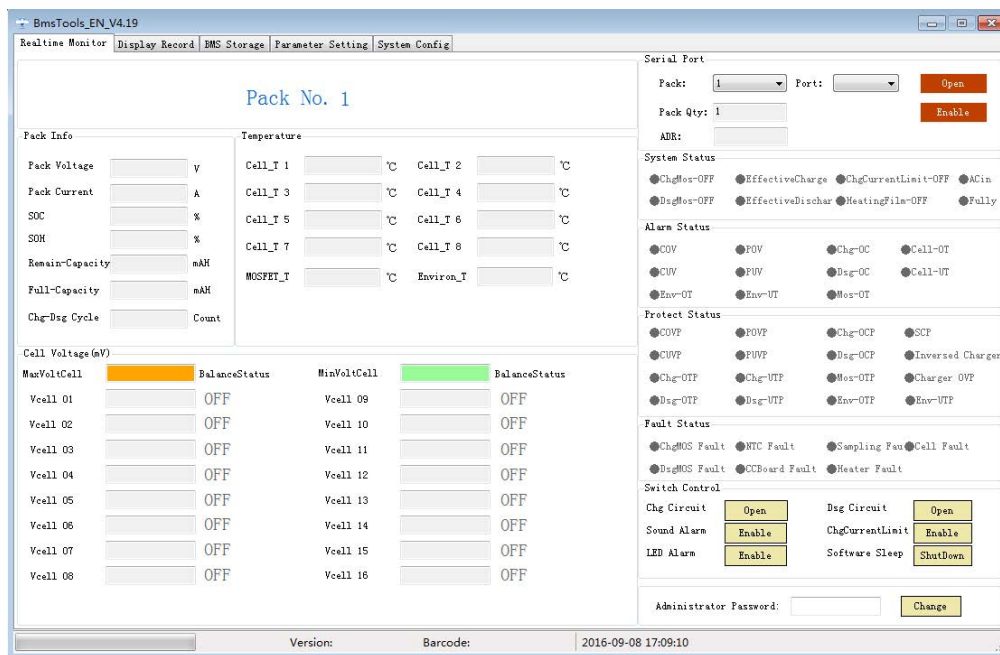 BmsTools_EN_V4.19
Realtime Monitor Display Record BMS Storage Parameter Setting System Config
Pack No. 1
Pack Info
Pack Voltage V
Pack Current A
SOC %
SOH %
Remain-Capacity mAH
Full-Capacity mAH
Chg-Dsg Cycle Count
Temperature
Cell_T 1 ℃ Cell_T 2 ℃
Cell_T 3 ℃ Cell_T 4 ℃
Cell_T 5 ℃ Cell_T 6 ℃
Cell_T 7 ℃ Cell_T 8 ℃
MOSFET_T ℃ Environ_T ℃
Cell Voltage(mV)
MaxVoltCell BalanceStatus MinVoltCell BalanceStatus
Vcell 01 OFF Vcell 09 OFF
Vcell 02 OFF Vcell 10 OFF
Vcell 03 OFF Vcell 11 OFF
Vcell 04 OFF Vcell 12 OFF
Vcell 05 OFF Vcell 13 OFF
Vcell 06 OFF Vcell 14 OFF
Vcell 07 OFF Vcell 15 OFF
Vcell 08 OFF Vcell 16 OFF
Serial Port
Pack: 1 Port: Open
Pack Qty: 1 Enable
ADR:
System Status
ChgMos-OFF EffectiveCharge ChgCurrentLimit-OFF ACin
DsgMos-OFF EffectiveDischar HeatingFilm-OFF Fully
Alarm Status
COV POV Chg-OC Cell-OT
CUV PUV Dsg-OC Cell-UT
Env-OT Env-UT Mos-OT
Protect Status
COVP POVP Chg-OCP SCP
CUVP PUVP Dsg-OCP Inversed Charger
Chg-OTP Chg-UTP Mos-OTP Charger OVP
Dsg-OTP Dsg-UTP Env-OTP Env-UTP
Fault Status
ChgMOS Fault NTC Fault Sampling Fau Cell Fault
DsgMOS Fault CCBoard Fault Heater Fault
Switch Control
Chg Circuit Open Dsg Circuit Open
Sound Alarm Enable ChgCurrentLimit Enable
LED Alarm Enable Software Sleep ShutDown
Administrator Password: Change
Version: Barcode: 2016-09-08 17:09:10